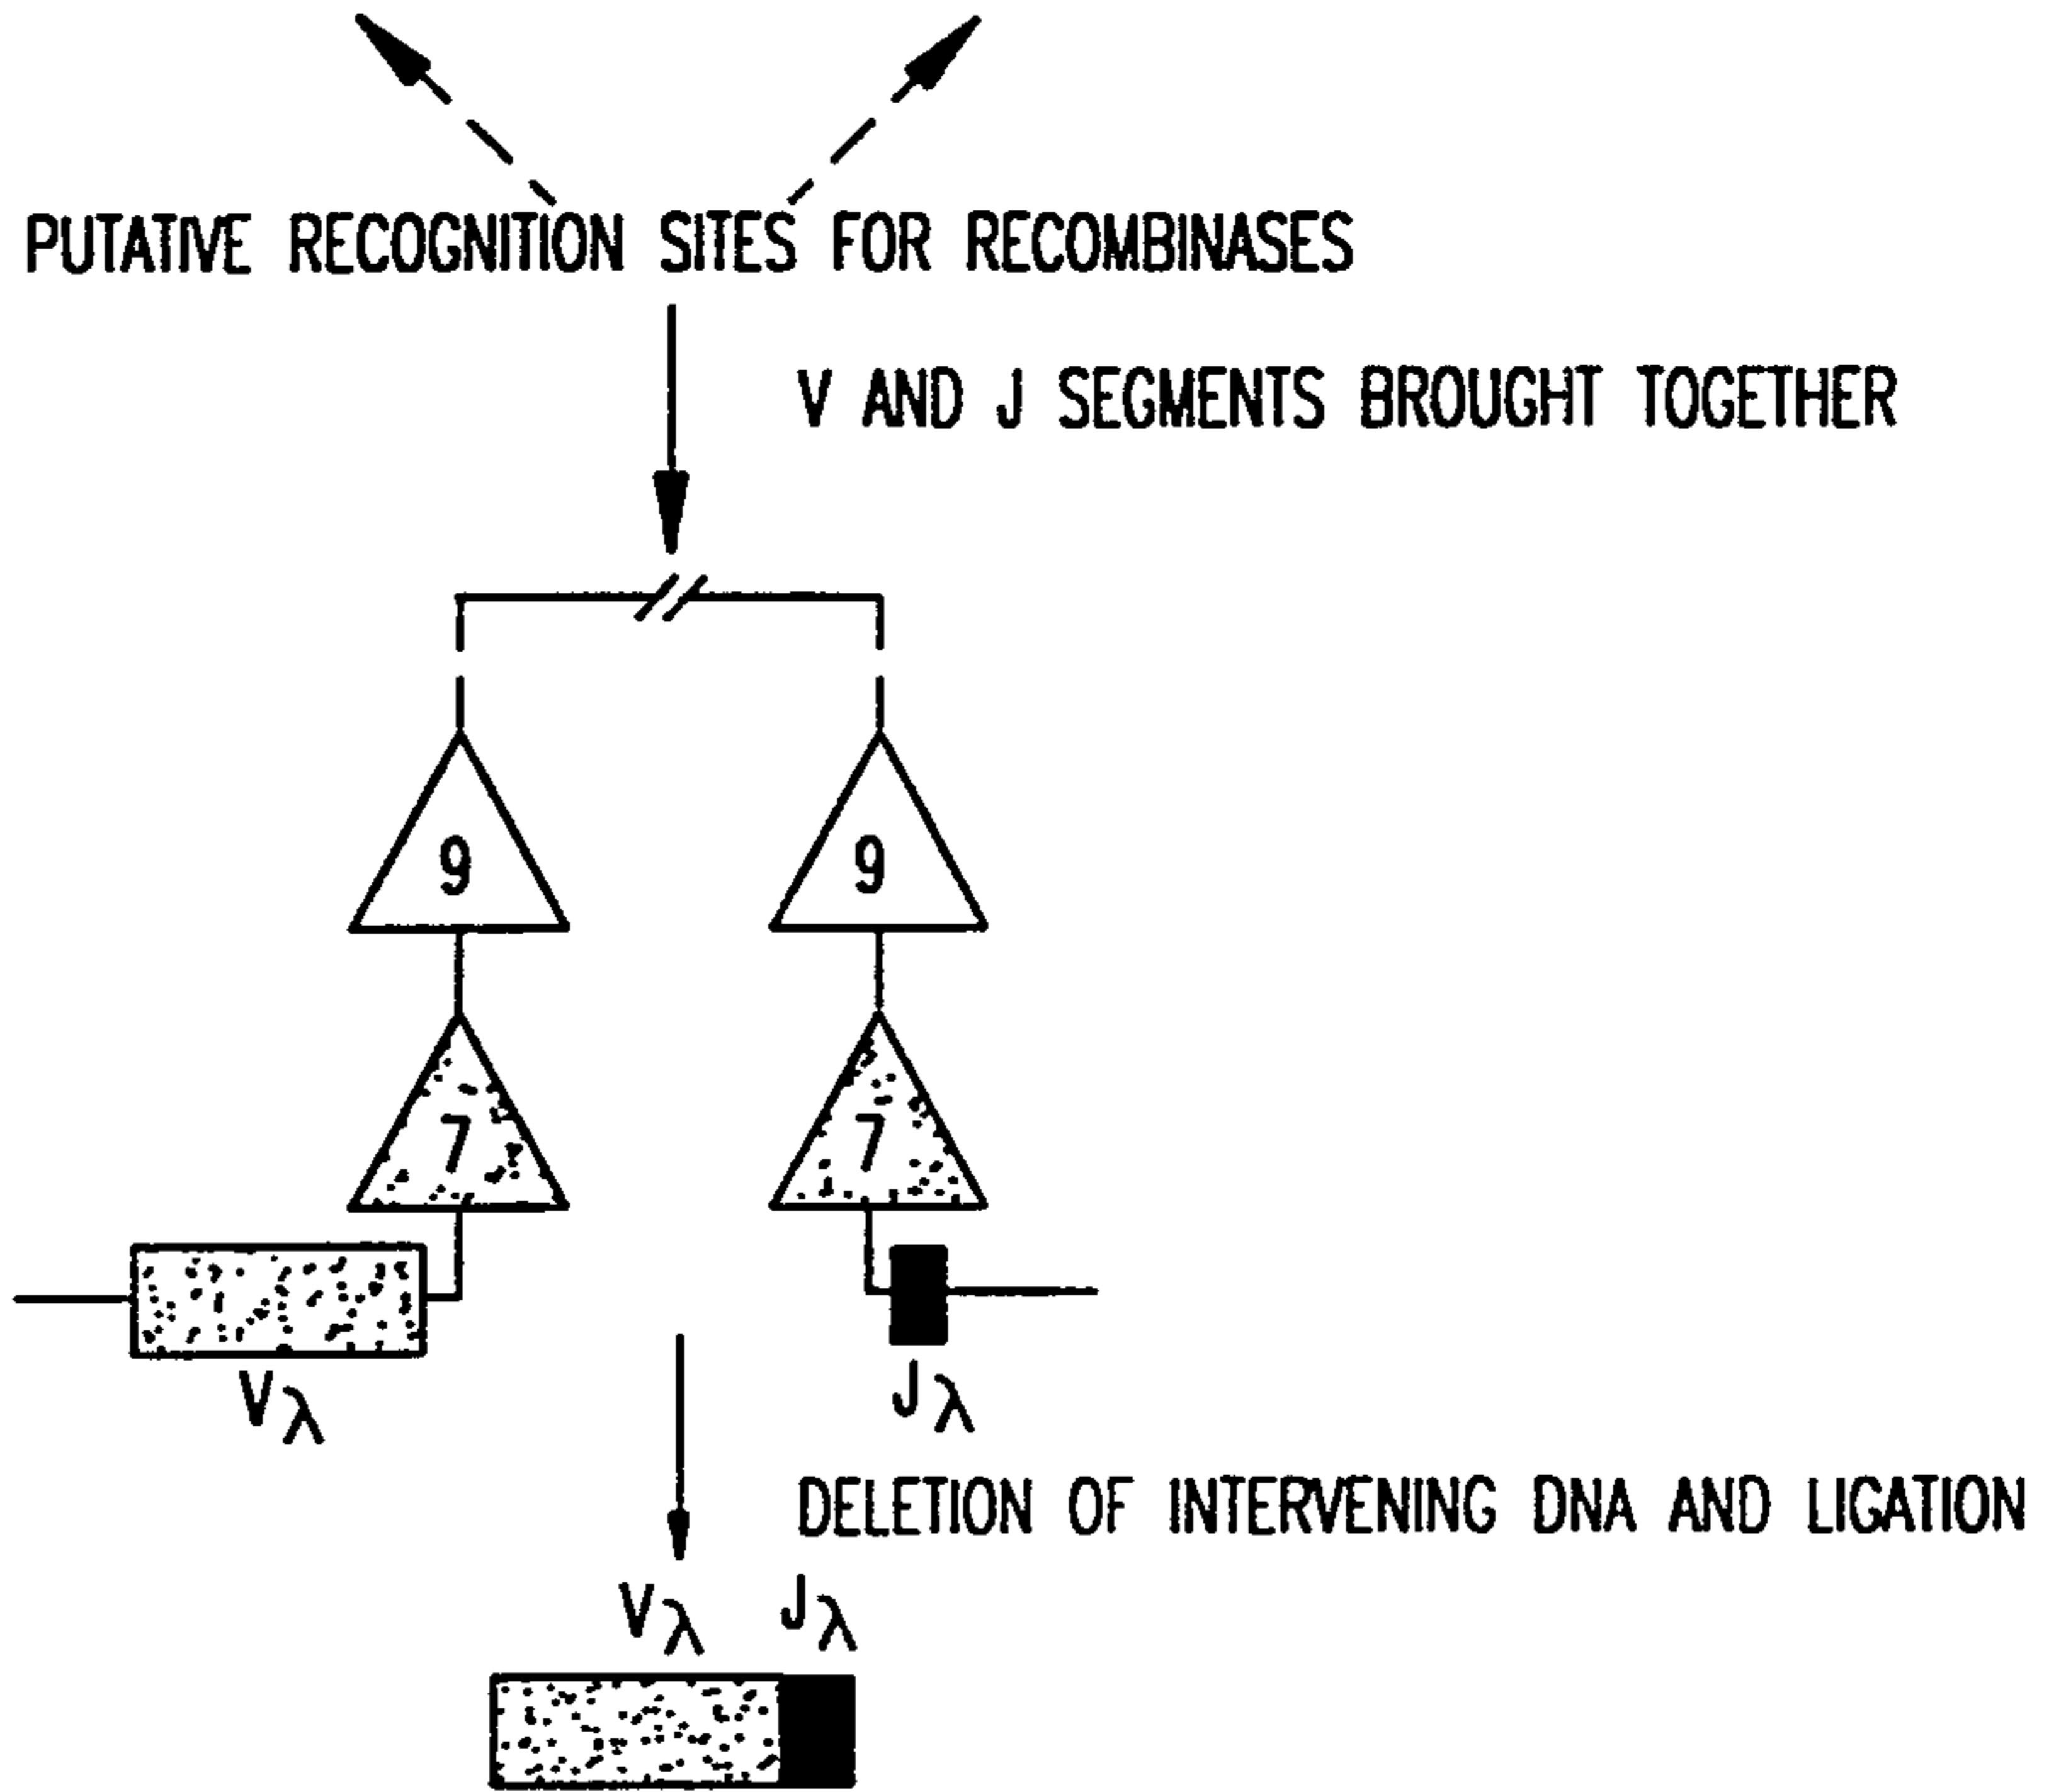 PUTATIVE RECOGNITION SITES FOR RECOMBINASES
V AND J SEGMENTS BROUGHT TOGETHER
9 9
7 7
Vλ Jλ
DELETION OF INTERVENING DNA AND LIGATION
Vλ Jλ